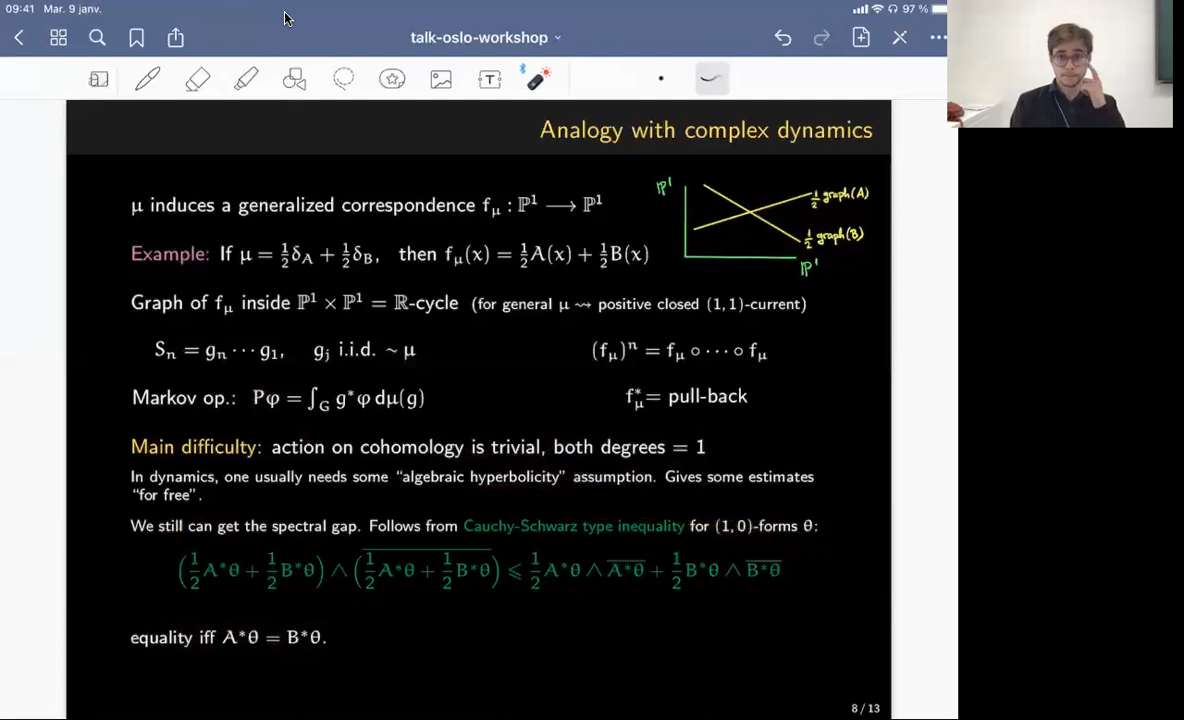 09:41 Mar. 9 janv.
97 %
talk-oslo-workshop
T
Analogy with complex dynamics
μ induces a generalized correspondence f_μ : ℙ¹ ⟶ ℙ¹
ℙ¹
½ graph(A)
½ graph(B)
ℙ¹
Example: If μ = ½δ_A + ½δ_B, then f_μ(x) = ½A(x) + ½B(x)
Graph of f_μ inside ℙ¹ × ℙ¹ = ℝ-cycle (for general μ ⇝ positive closed (1, 1)-current)
S_n = g_n ··· g_1, g_j i.i.d. ~ μ (f_μ)ⁿ = f_μ ∘ ··· ∘ f_μ
Markov op.: Pφ = ∫_G g*φ dμ(g) f_μ* = pull-back
Main difficulty: action on cohomology is trivial, both degrees = 1
In dynamics, one usually needs some “algebraic hyperbolicity” assumption. Gives some estimates
“for free”.
We still can get the spectral gap. Follows from Cauchy-Schwarz type inequality for (1, 0)-forms θ:
(½A*θ + ½B*θ) ∧ \overline{(½A*θ + ½B*θ)} ⩽ ½A*θ ∧ \overline{A*θ} + ½B*θ ∧ \overline{B*θ}
equality iff A*θ = B*θ.
8 / 13